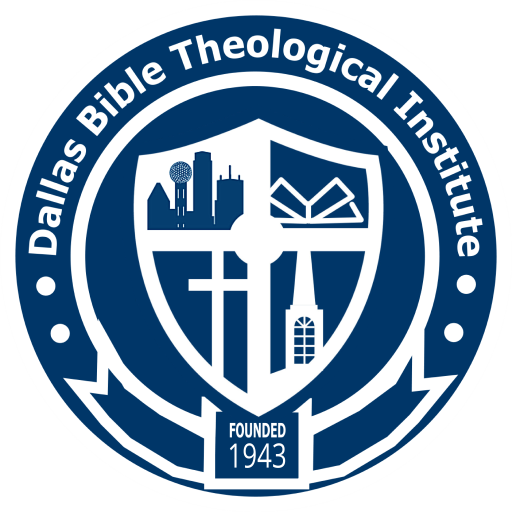 Dallas Bible Theological Institute
FOUNDED
1943